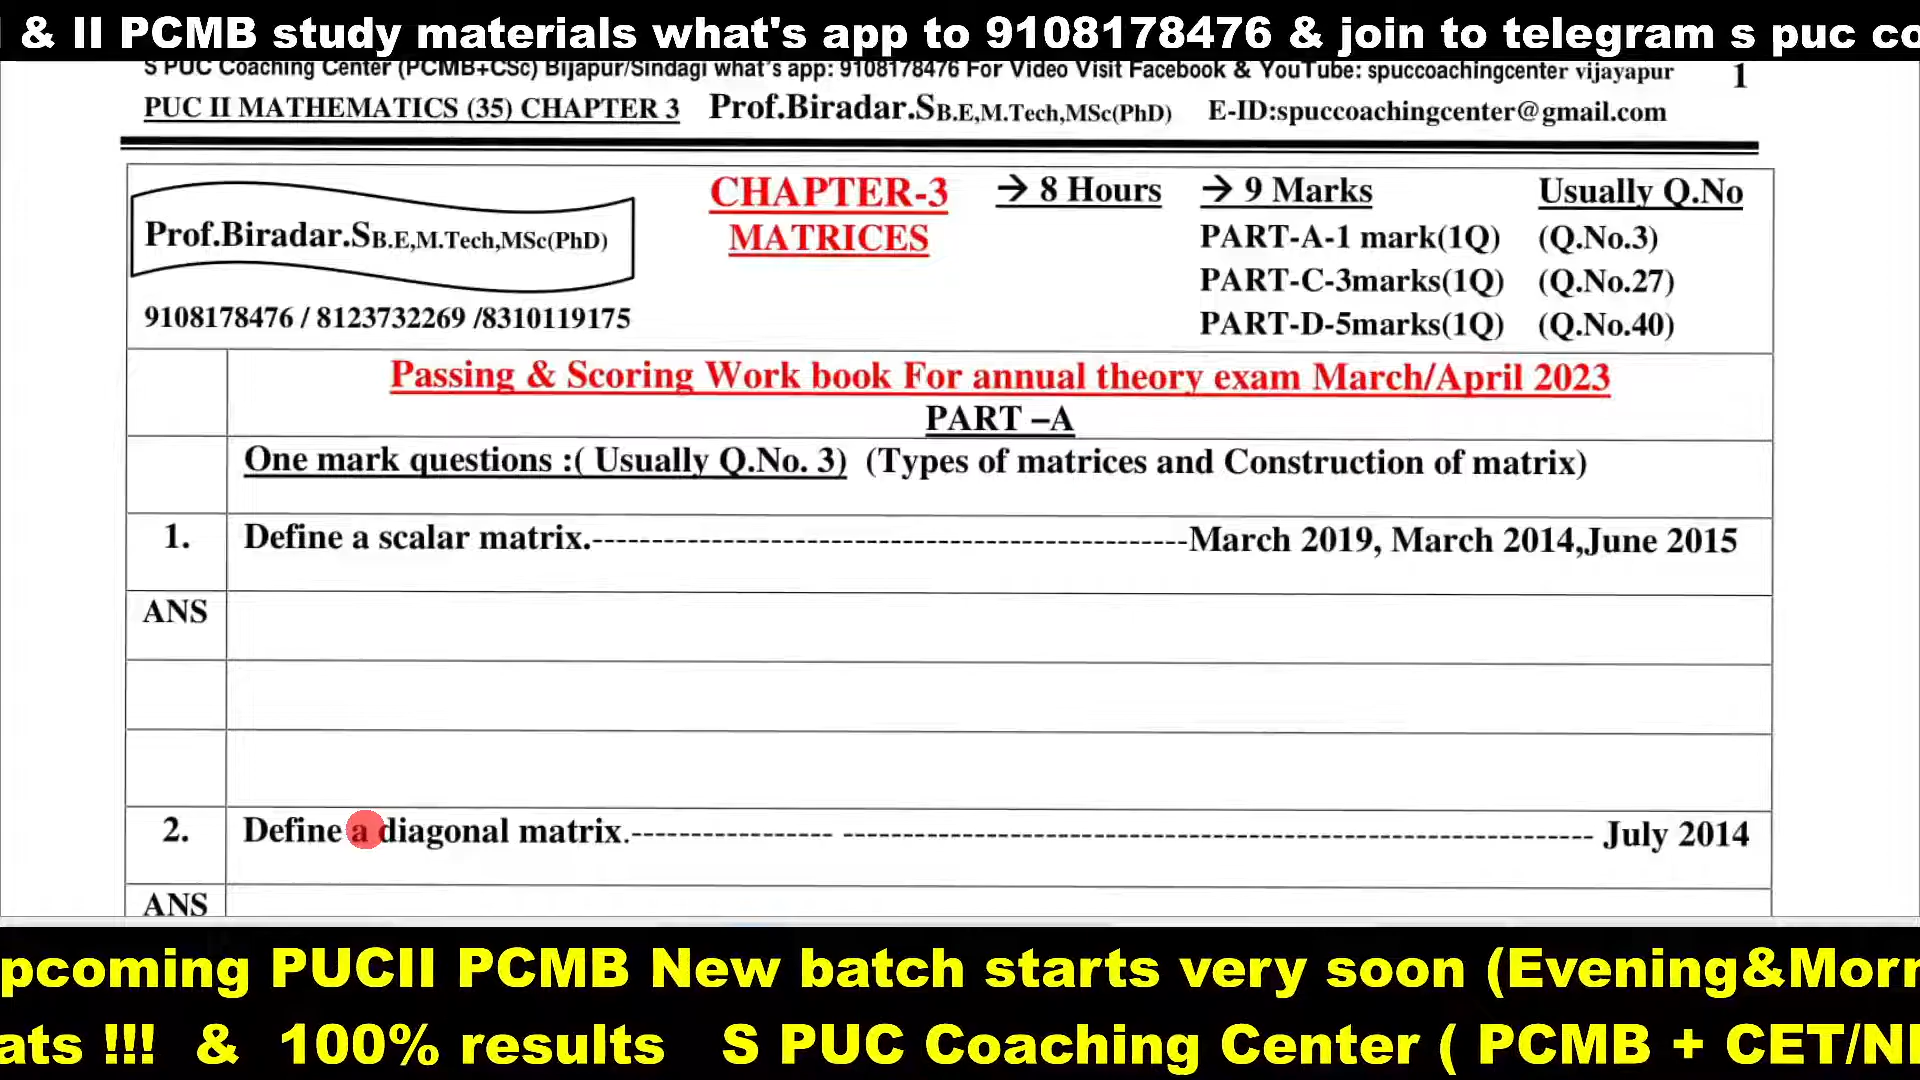 & II PCMB study materials what's app to 9108178476 & join to telegram s puc co
S PUC Coaching Center (PCMB+CSc) Bijapur/Sindagi what's app: 9108178476 For Video Visit Facebook & YouTube: spuccoachingcenter vijayapur 1
PUC II MATHEMATICS (35) CHAPTER 3 Prof.Biradar.SB.E,M.Tech,MSc(PhD) E-ID:spuccoachingcenter@gmail.com
CHAPTER-3 → 8 Hours → 9 Marks Usually Q.No
Prof.Biradar.SB.E,M.Tech,MSc(PhD) MATRICES PART-A-1 mark(1Q) (Q.No.3)
PART-C-3marks(1Q) (Q.No.27)
9108178476 / 8123732269 /8310119175 PART-D-5marks(1Q) (Q.No.40)
Passing & Scoring Work book For annual theory exam March/April 2023
PART –A
One mark questions :( Usually Q.No. 3) (Types of matrices and Construction of matrix)
1. Define a scalar matrix.--------------------------------------------------March 2019, March 2014,June 2015
ANS
2. Define a diagonal matrix.----------------- --------------------------------------------------------------- July 2014
ANS
pcoming PUCII PCMB New batch starts very soon (Evening&Morn
ats !!! & 100% results S PUC Coaching Center ( PCMB + CET/NE